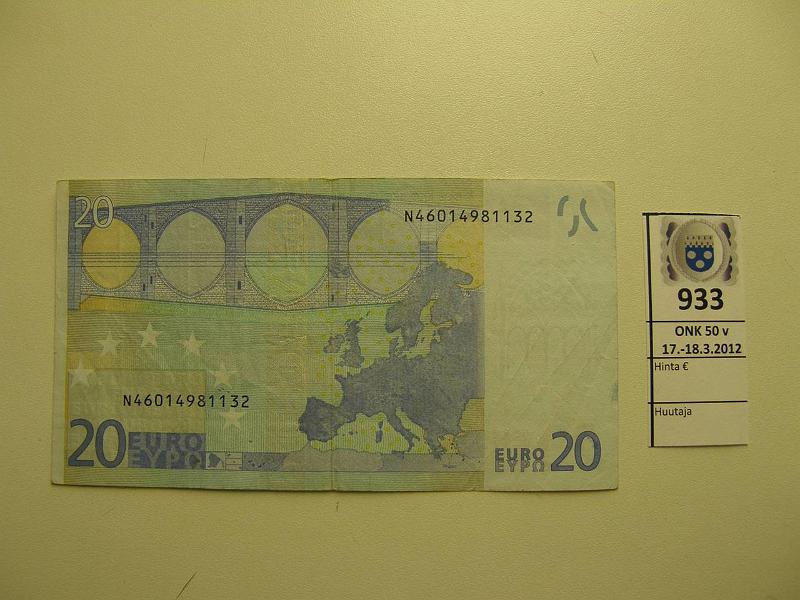 20
N46014981132
N46014981132
20 EURO
ΕΥΡΩ
EURO
ΕΥΡΩ 20
933
ONK 50 v
17.-18.3.2012
Hinta €
Huutaja